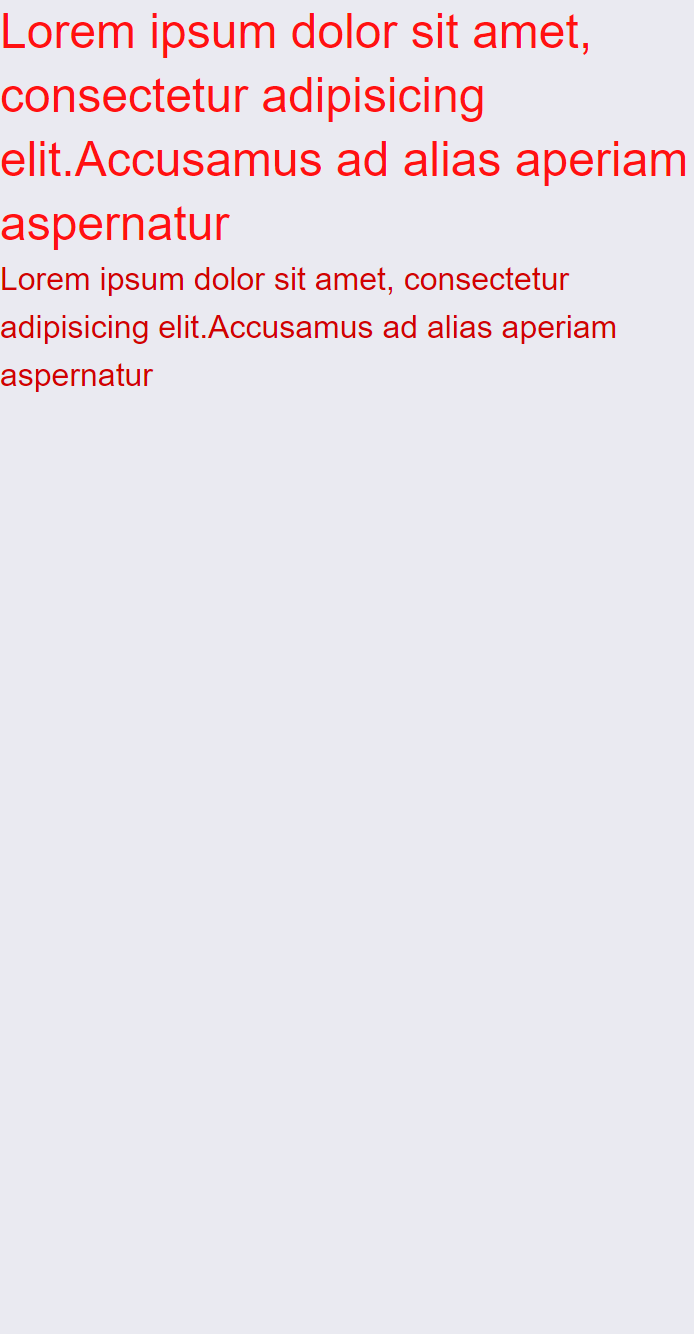 Lorem ipsum dolor sit amet,
consectetur adipisicing
elit.Accusamus ad alias aperiam
aspernatur
Lorem ipsum dolor sit amet, consectetur
adipisicing elit.Accusamus ad alias aperiam
aspernatur